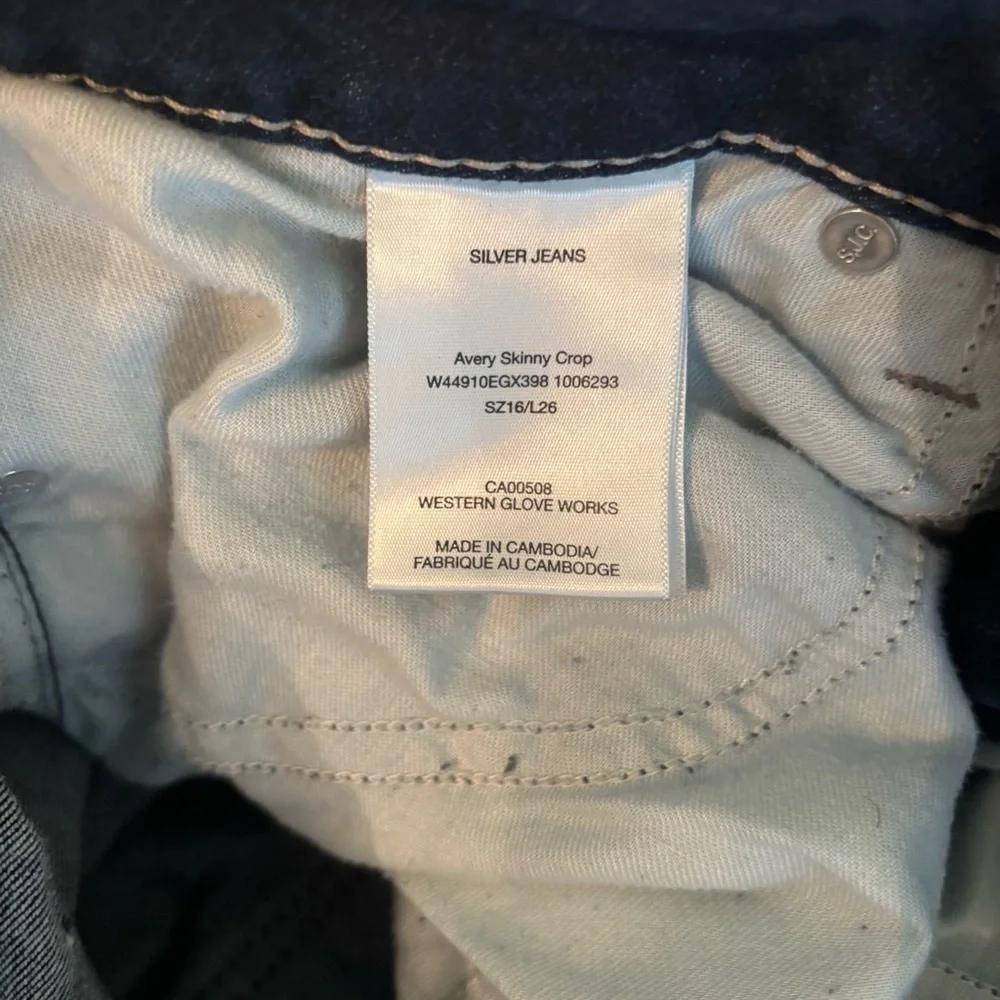 SILVER JEANS
Avery Skinny Crop
W44910EGX398 1006293
SZ16/L26
CA00508
WESTERN GLOVE WORKS
MADE IN CAMBODIA/
FABRIQUÉ AU CAMBODGE
S.J.C.